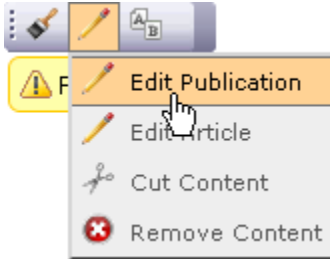 A
B
F
Edit Publication
Edit Article
Cut Content
Remove Content